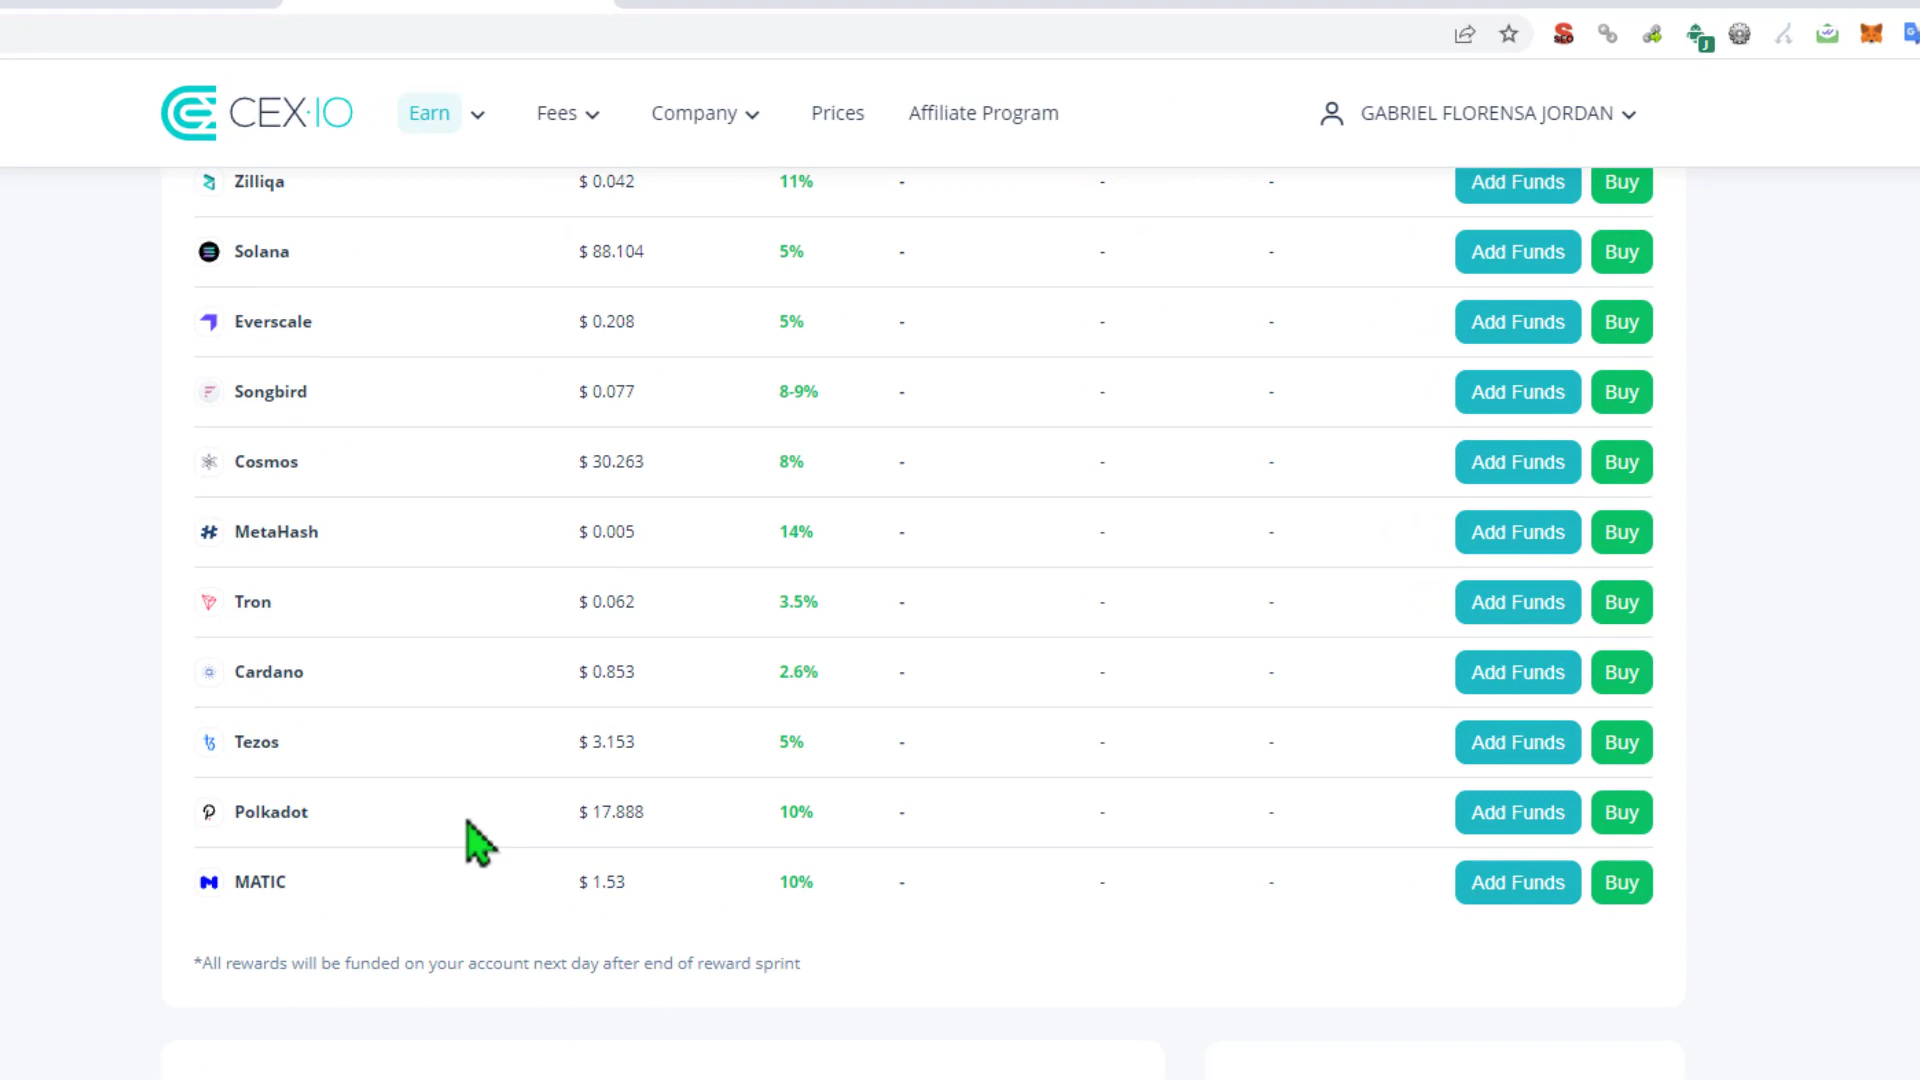 SEO
J
G
CEX·IO Earn Fees Company Prices Affiliate Program GABRIEL FLORENSA JORDAN
Zilliqa $ 0.042 11% - - - Add Funds Buy
Solana $ 88.104 5% - - - Add Funds Buy
Everscale $ 0.208 5% - - - Add Funds Buy
Songbird $ 0.077 8-9% - - - Add Funds Buy
Cosmos $ 30.263 8% - - - Add Funds Buy
MetaHash $ 0.005 14% - - - Add Funds Buy
Tron $ 0.062 3.5% - - - Add Funds Buy
Cardano $ 0.853 2.6% - - - Add Funds Buy
Tezos $ 3.153 5% - - - Add Funds Buy
Polkadot $ 17.888 10% - - - Add Funds Buy
MATIC $ 1.53 10% - - - Add Funds Buy
*All rewards will be funded on your account next day after end of reward sprint